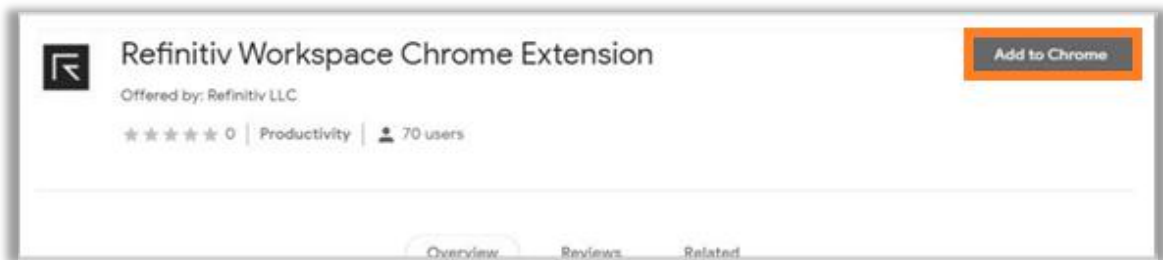 Refinitiv Workspace Chrome Extension
Add to Chrome
Offered by: Refinitiv LLC
0 | Productivity | 70 users
Overview Reviews Related